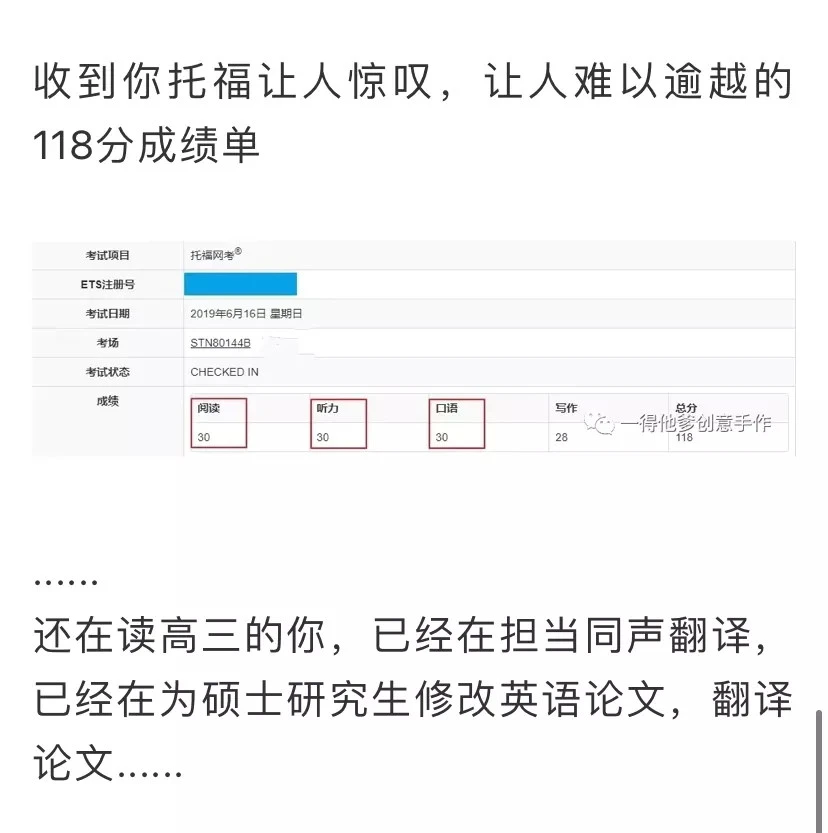 收到你托福让人惊叹，让人难以逾越的
118分成绩单
考试项目 托福网考®
ETS注册号
考试日期 2019年6月16日 星期日
考场 STN80144B
考试状态 CHECKED IN
成绩 阅读 听力 口语 写作 总分
一得他爹创意手作
30 30 30 28 118
......
还在读高三的你，已经在担当同声翻译，
已经在为硕士研究生修改英语论文，翻译
论文......